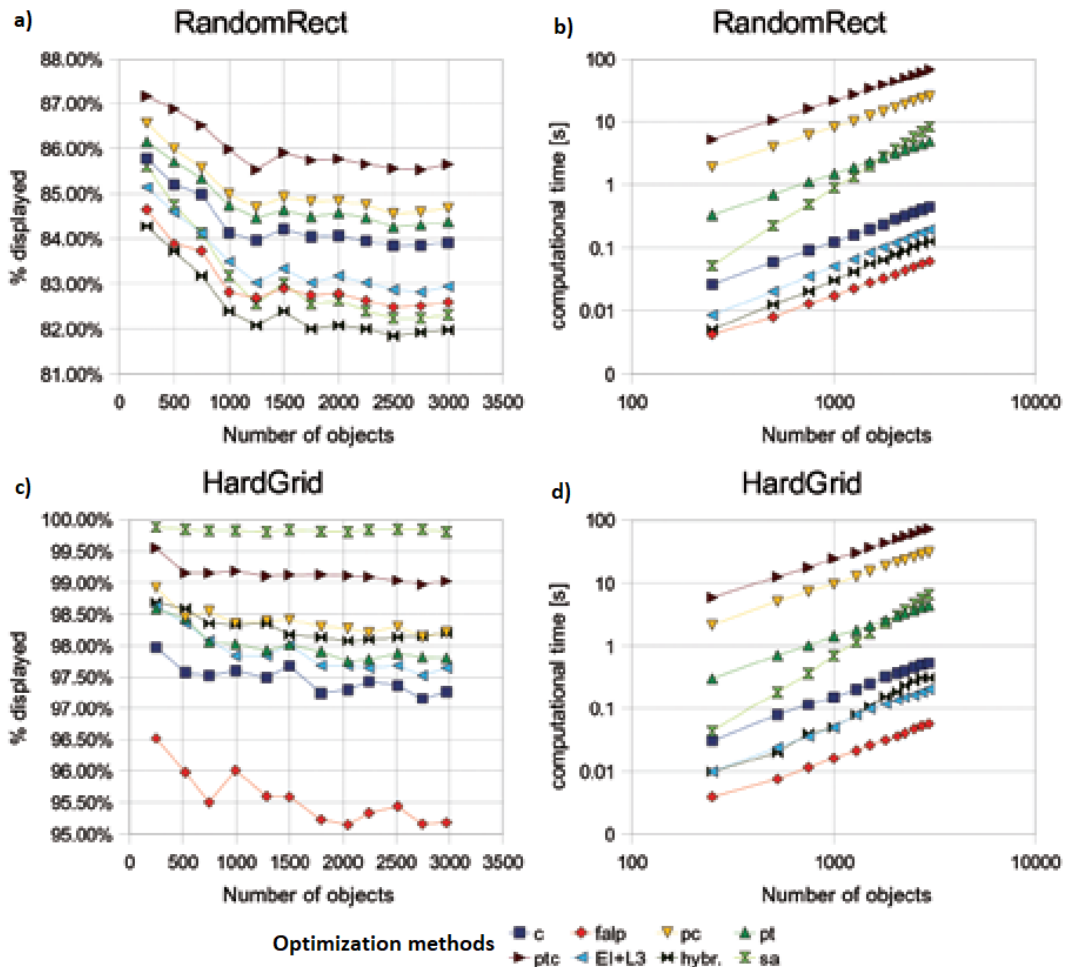 a)
RandomRect
88.00%
87.00%
86.00%
85.00%
84.00%
83.00%
82.00%
81.00%
% displayed
0 500 1000 1500 2000 2500 3000 3500
Number of objects
b)
RandomRect
100
10
1
0.1
0.01
0
computational time [s]
100 1000 10000
Number of objects
c)
HardGrid
100.00%
99.50%
99.00%
98.50%
98.00%
97.50%
97.00%
96.50%
96.00%
95.50%
95.00%
% displayed
0 500 1000 1500 2000 2500 3000 3500
Number of objects
d)
HardGrid
100
10
1
0.1
0.01
0
computational time [s]
100 1000 10000
Number of objects
Optimization methods
c falp pc pt
ptc EI+L3 hybr. sa